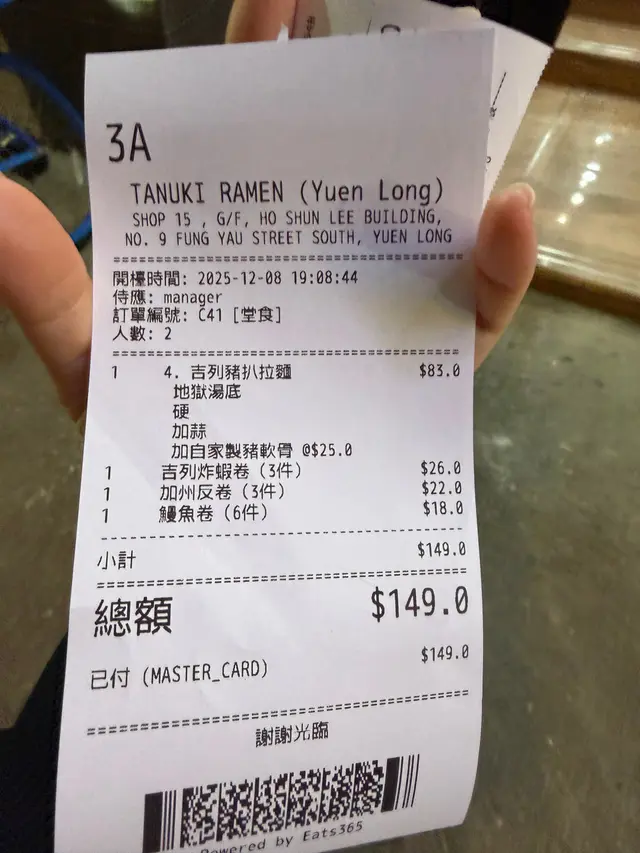 3A
TANUKI RAMEN (Yuen Long)
SHOP 15 , G/F, HO SHUN LEE BUILDING,
NO. 9 FUNG YAU STREET SOUTH, YUEN LONG
開檯時間: 2025-12-08 19:08:44
侍應: manager
訂單編號: C41 [堂食]
人數: 2
1 4. 吉列豬扒拉麵 $83.0
地獄湯底
硬
加蒜
加自家製豬軟骨 @$25.0
1 吉列炸蝦卷 (3件) $26.0
1 加州反卷 (3件) $22.0
1 鰻魚卷 (6件) $18.0
小計 $149.0
總額 $149.0
已付 (MASTER_CARD) $149.0
謝謝光臨
Powered by Eats365